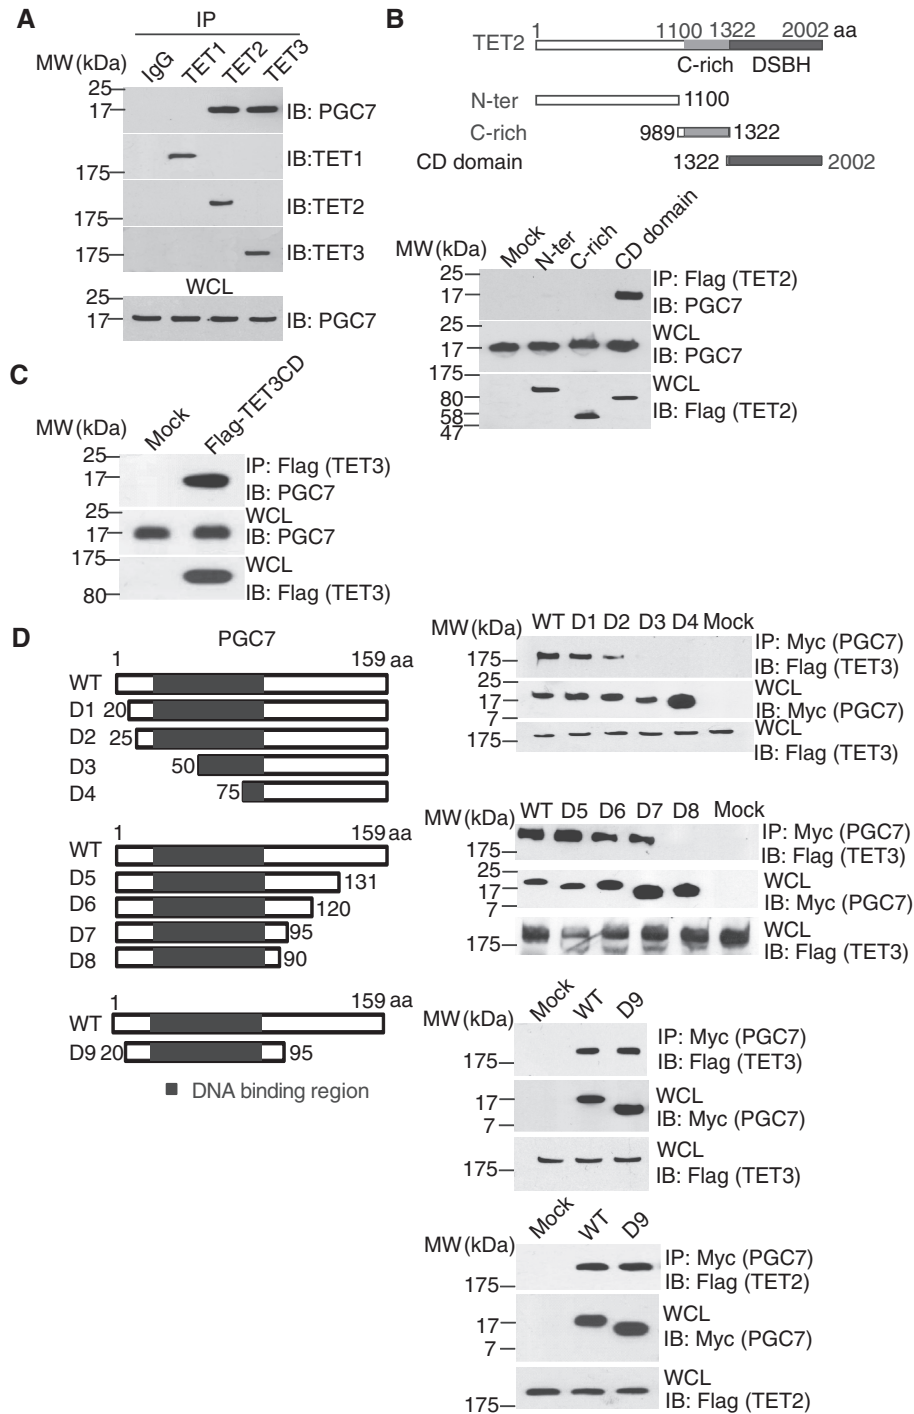 A
IP
MW (kDa) IgG TET1 TET2 TET3
25
17 IB: PGC7
175 IB:TET1
175 IB:TET2
175 IB:TET3
WCL
25
17 IB: PGC7
B
1 1100 1322 2002 aa
TET2
C-rich DSBH
N-ter 1100
C-rich 989 1322
CD domain 1322 2002
MW (kDa) Mock N-ter C-rich CD domain
25 IP: Flag (TET2)
17 IB: PGC7
25 WCL
17 IB: PGC7
175 WCL
80 IB: Flag (TET2)
58
47
C
MW (kDa) Mock Flag-TET3CD
25 IP: Flag (TET3)
17 IB: PGC7
25 WCL
17 IB: PGC7
175 WCL
80 IB: Flag (TET3)
D
PGC7
1 159 aa
WT
D1 20
D2 25
D3 50
D4 75
1 159 aa
WT
D5 131
D6 120
D7 95
D8 90
1 159 aa
WT
D9 20 95
DNA binding region
MW (kDa) WT D1 D2 D3 D4 Mock
175 IP: Myc (PGC7)
IB: Flag (TET3)
25 WCL
17 IB: Myc (PGC7)
7
175 WCL
IB: Flag (TET3)
MW (kDa) WT D5 D6 D7 D8 Mock
175 IP: Myc (PGC7)
IB: Flag (TET3)
25 WCL
17 IB: Myc (PGC7)
7
175 WCL
IB: Flag (TET3)
MW (kDa) Mock WT D9
175 IP: Myc (PGC7)
IB: Flag (TET3)
17 WCL
7 IB: Myc (PGC7)
175 WCL
IB: Flag (TET3)
MW (kDa) Mock WT D9
175 IP: Myc (PGC7)
IB: Flag (TET2)
17 WCL
7 IB: Myc (PGC7)
175 WCL
IB: Flag (TET2)